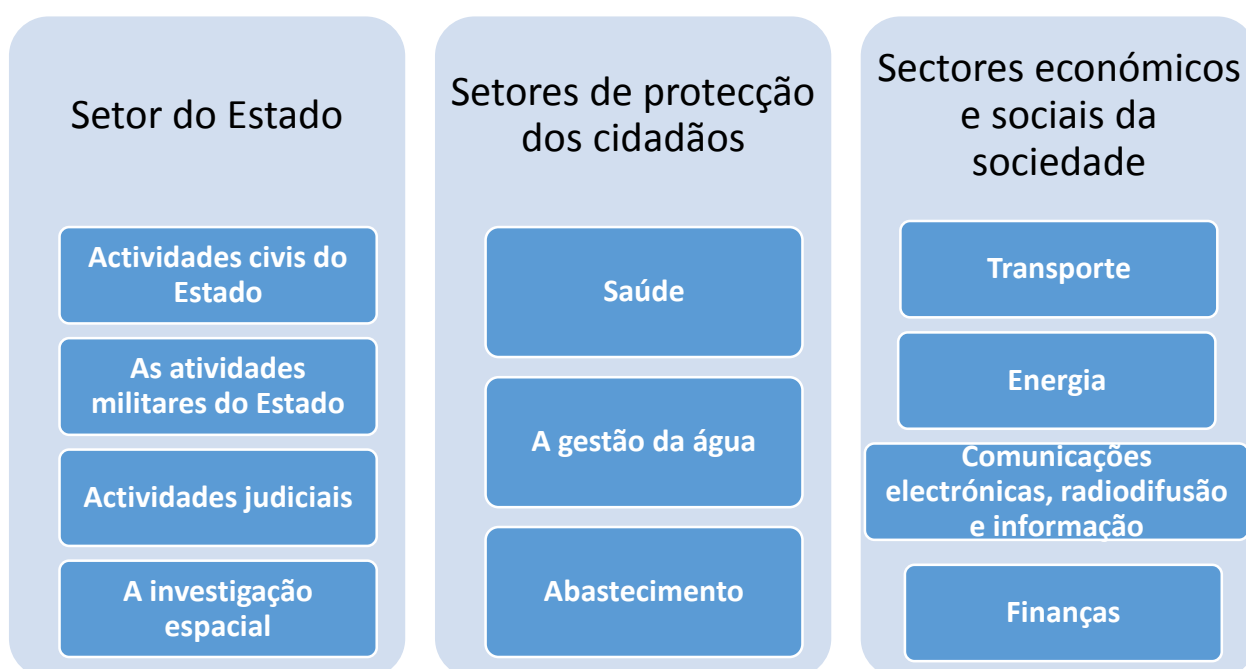 Setor do Estado
Actividades civis do
Estado
As atividades
militares do Estado
Actividades judiciais
A investigação
espacial
Setores de protecção
dos cidadãos
Saúde
A gestão da água
Abastecimento
Sectores económicos
e sociais da
sociedade
Transporte
Energia
Comunicações
electrónicas, radiodifusão
e informação
Finanças